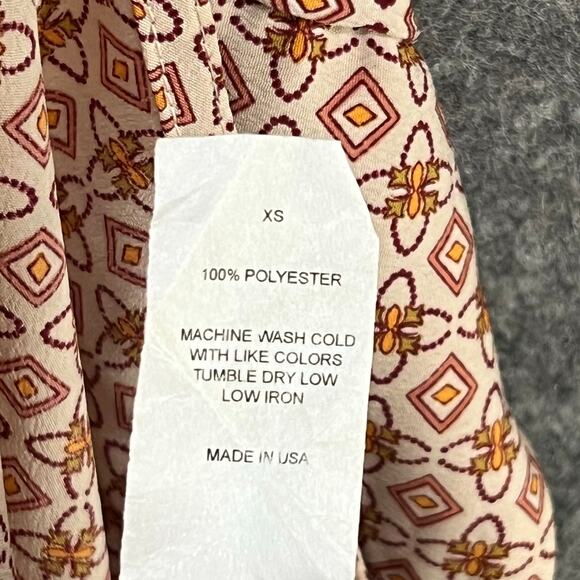 XS
100% POLYESTER
MACHINE WASH COLD
WITH LIKE COLORS
TUMBLE DRY LOW
LOW IRON
MADE IN USA